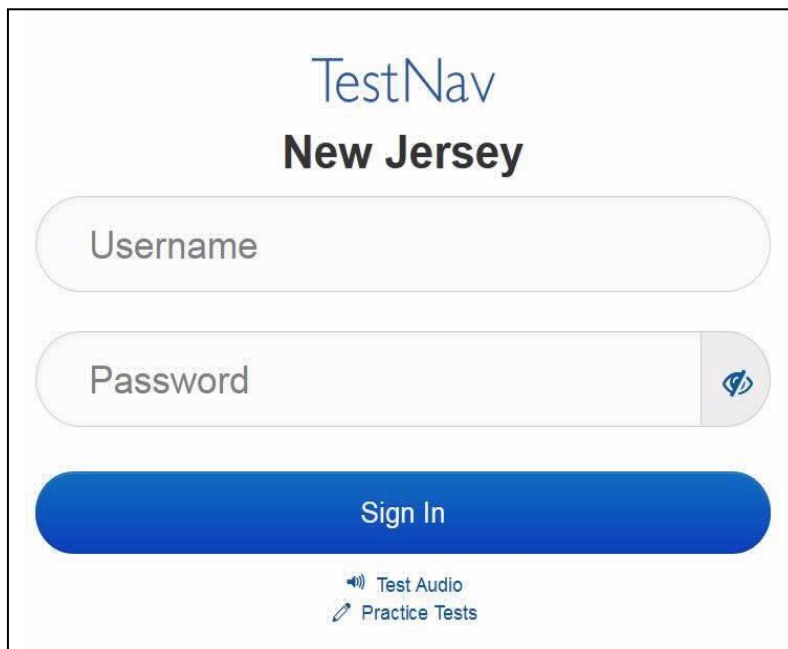 TestNav
New Jersey
Username
Password
Sign In
Test Audio
Practice Tests